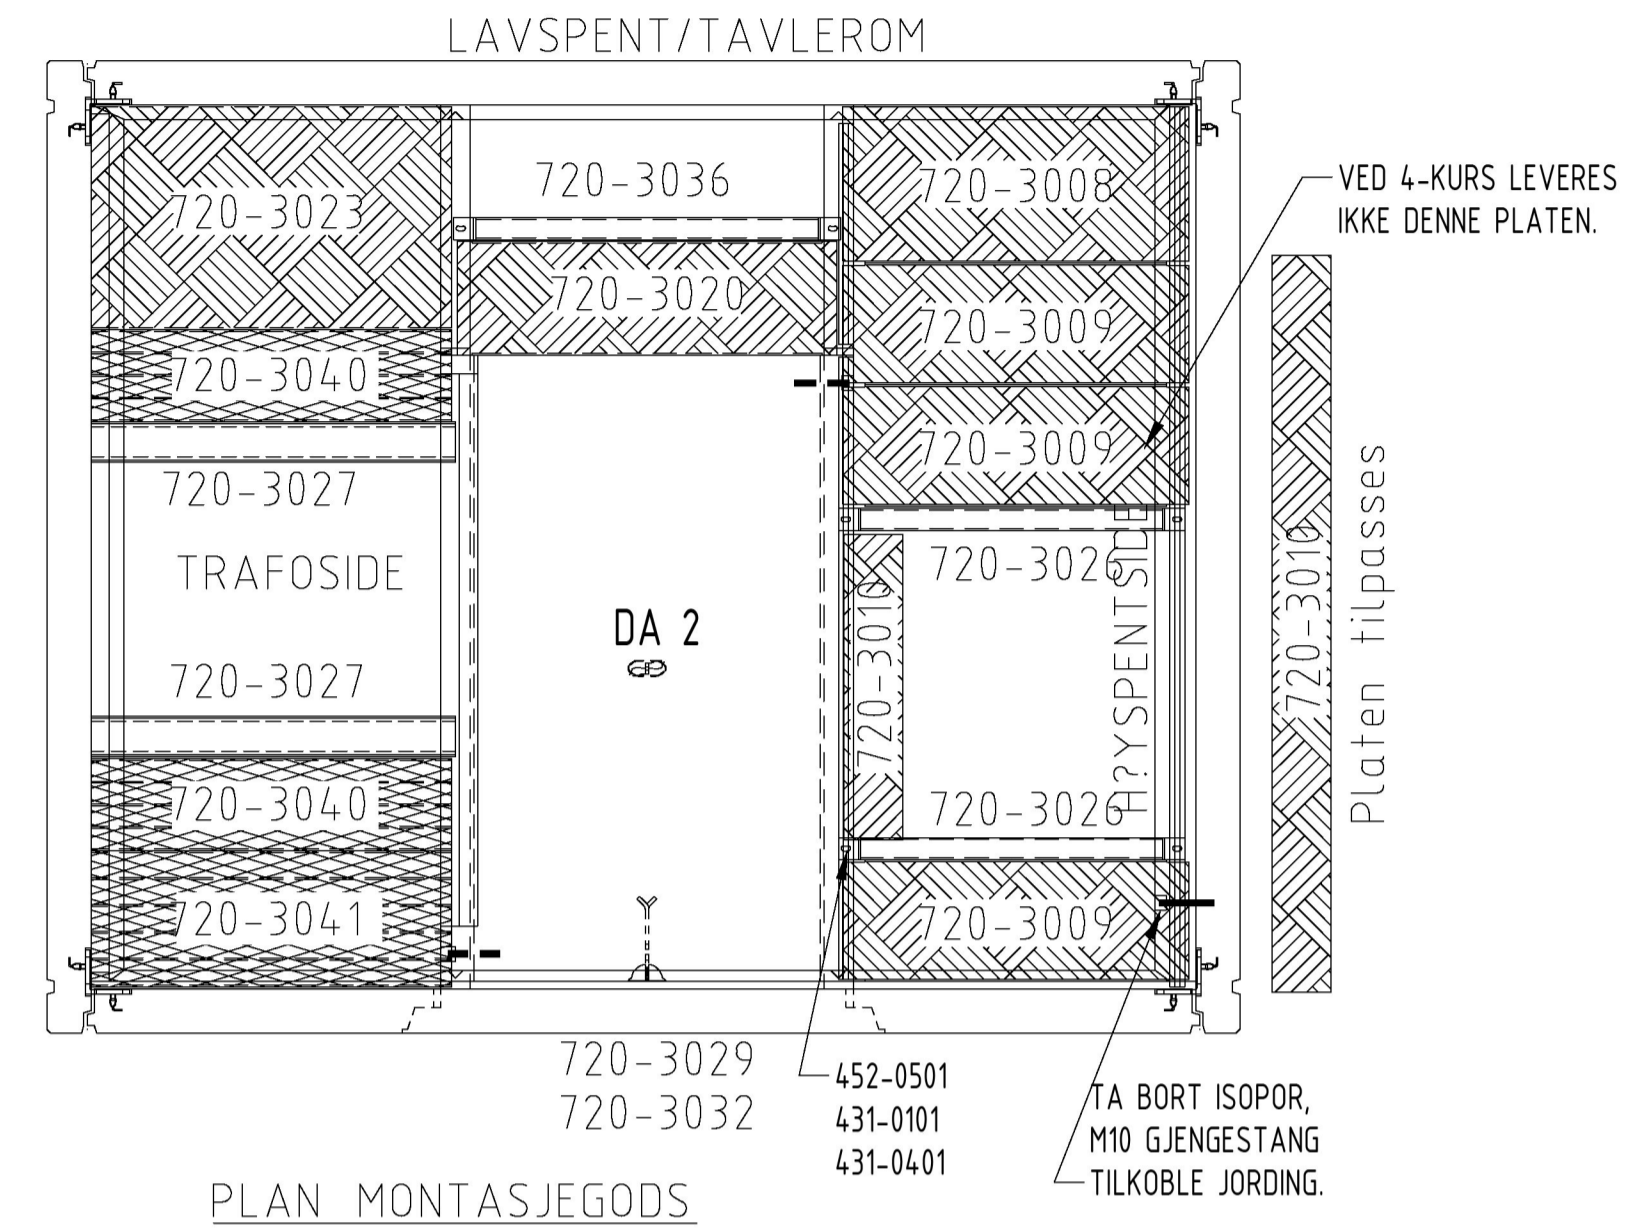 LAVSPENT/TAVLEROM
720-3023
720-3036
720-3008
VED 4-KURS LEVERES
IKKE DENNE PLATEN.
720-3020
720-3009
720-3040
720-3009
720-3027
TRAFOSIDE
720-3026
H?YSPENTSIDE
720-3010
720-3010
Platen tilpasses
DA 2
720-3027
720-3040
720-3026
720-3041
720-3009
720-3029
720-3032
452-0501
431-0101
431-0401
TA BORT ISOPOR,
M10 GJENGESTANG
TILKOBLE JORDING.
PLAN MONTASJEGODS